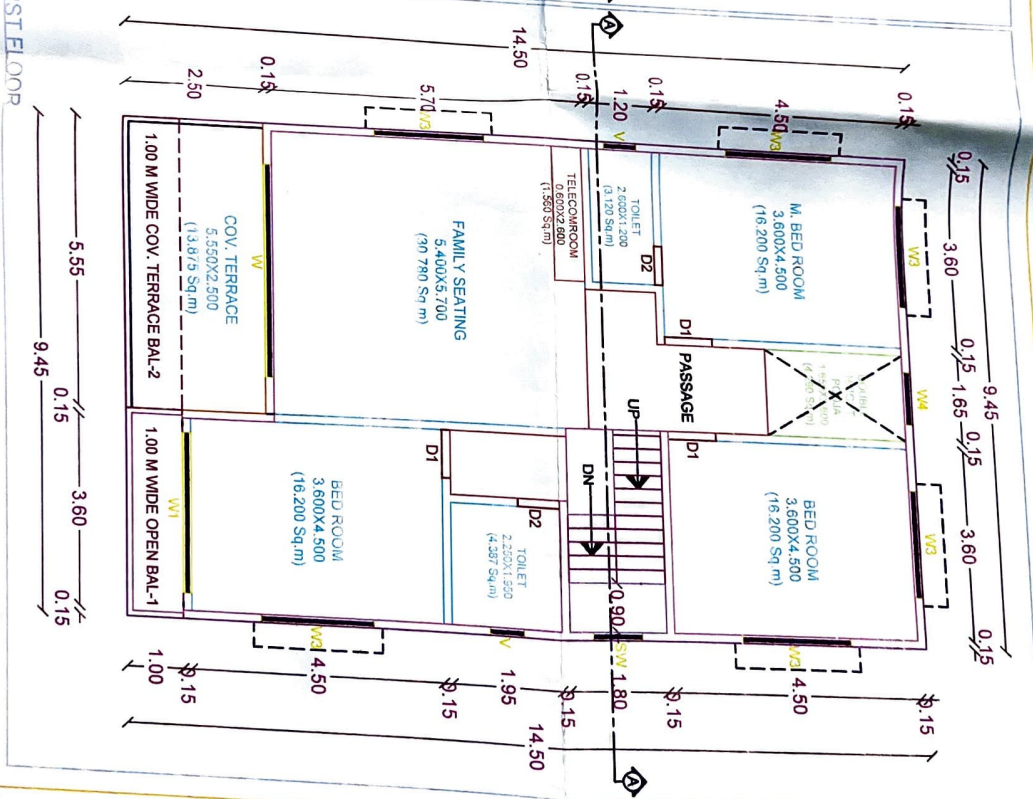 FLOOR
14.50
0.15
2.50
0.15
5.70
0.15
1.20
0.15
4.50
0.15
A
W3
V
W3
0.15
3.60
0.15
1.65
0.15
3.60
0.15
9.45
W3
W4
W3
M. BED ROOM
3.600X4.500
(16.200 Sq.m)
TOILET
2.600X1.200
(3.120 Sq.m)
D2
TELECOMROOM
0.600X2.600
(1.560 Sq.m)
D1
PASSAGE
D1
BED ROOM
3.600X4.500
(16.200 Sq.m)
UP
DN
0.90
SW
FAMILY SEATING
5.400X5.700
(30.780 Sq.m)
D1
D2
TOILET
2.250X1.950
(4.387 Sq.m)
BED ROOM
3.600X4.500
(16.200 Sq.m)
W
COV. TERRACE
5.550X2.500
(13.875 Sq.m)
1.00 M WIDE COV. TERRACE BAL-2
W1
1.00 M WIDE OPEN BAL-1
5.55
0.15
3.60
0.15
9.45
W3
V
W3
1.00
0.15
4.50
0.15
1.95
0.15
1.80
0.15
4.50
0.15
14.50
A